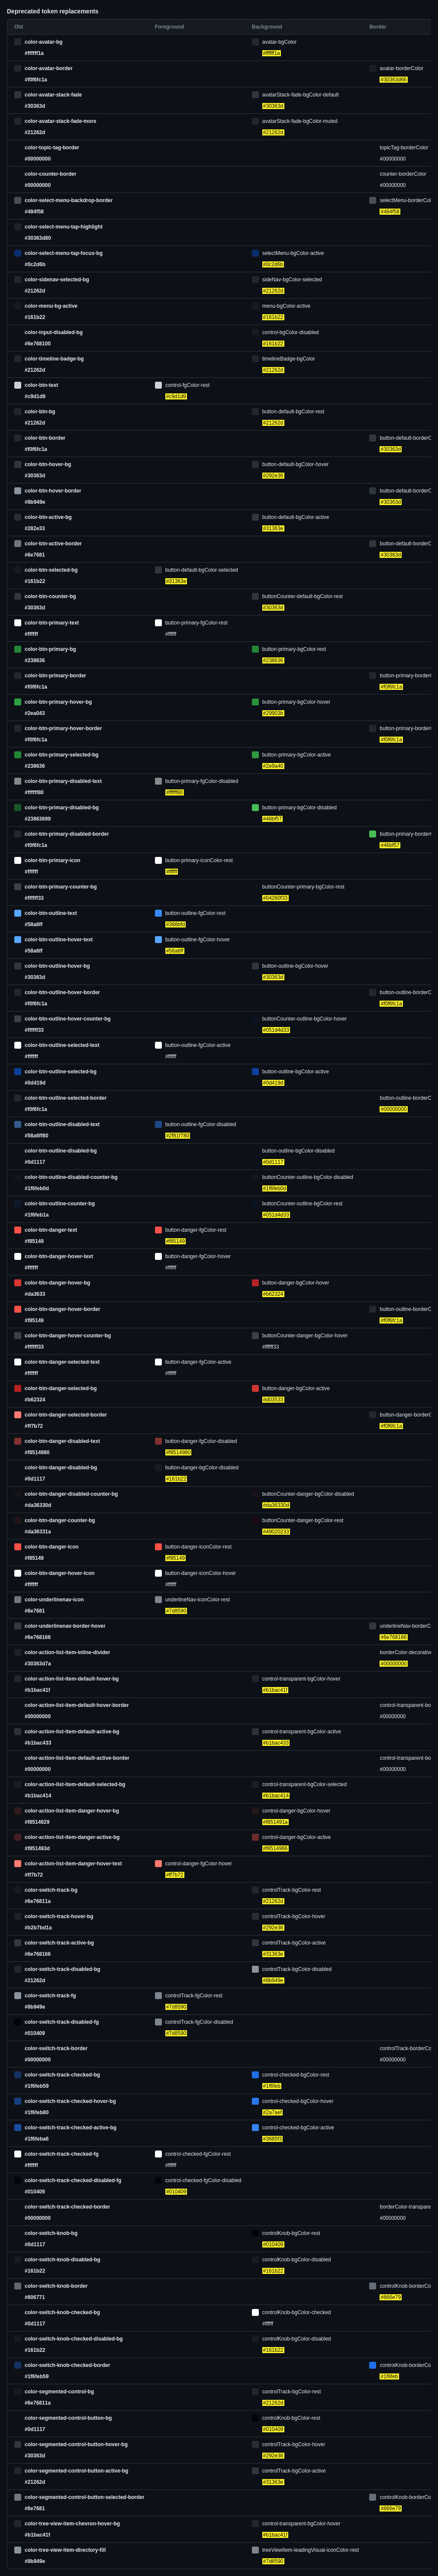 Deprecated token replacements
Old Foreground Background Border
color-avatar-bg avatar-bgColor
#ffffff1a #ffffff1a
color-avatar-border avatar-borderColor
#f0f6fc1a #30363d66
color-avatar-stack-fade avatarStack-fade-bgColor-default
#30363d #30363d
color-avatar-stack-fade-more avatarStack-fade-bgColor-muted
#21262d #21262d
color-topic-tag-border topicTag-borderColor
#00000000 #00000000
color-counter-border counter-borderColor
#00000000 #00000000
color-select-menu-backdrop-border selectMenu-borderCol
#484f58 #484f58
color-select-menu-tap-highlight
#30363d80
color-select-menu-tap-focus-bg selectMenu-bgColor-active
#0c2d6b #0c2d6b
color-sidenav-selected-bg sideNav-bgColor-selected
#21262d #21262d
color-menu-bg-active menu-bgColor-active
#161b22 #161b22
color-input-disabled-bg control-bgColor-disabled
#6e768100 #161b22
color-timeline-badge-bg timelineBadge-bgColor
#21262d #21262d
color-btn-text control-fgColor-rest
#c9d1d9 #c9d1d9
color-btn-bg button-default-bgColor-rest
#21262d #21262d
color-btn-border button-default-borderC
#f0f6fc1a #30363d
color-btn-hover-bg button-default-bgColor-hover
#30363d #292e36
color-btn-hover-border button-default-borderC
#8b949e #30363d
color-btn-active-bg button-default-bgColor-active
#282e33 #31363e
color-btn-active-border button-default-borderC
#6e7681 #30363d
color-btn-selected-bg button-default-bgColor-selected
#161b22 #31363e
color-btn-counter-bg buttonCounter-default-bgColor-rest
#30363d #30363d
color-btn-primary-text button-primary-fgColor-rest
#ffffff #ffffff
color-btn-primary-bg button-primary-bgColor-rest
#238636 #238636
color-btn-primary-border button-primary-border
#f0f6fc1a #f0f6fc1a
color-btn-primary-hover-bg button-primary-bgColor-hover
#2ea043 #29903b
color-btn-primary-hover-border button-primary-border
#f0f6fc1a #f0f6fc1a
color-btn-primary-selected-bg button-primary-bgColor-active
#238636 #2e9a40
color-btn-primary-disabled-text button-primary-fgColor-disabled
#ffffff80 #ffffff80
color-btn-primary-disabled-bg button-primary-bgColor-disabled
#23863699 #46bf57
color-btn-primary-disabled-border button-primary-border
#f0f6fc1a #46bf57
color-btn-primary-icon button-primary-iconColor-rest
#ffffff #ffffff
color-btn-primary-counter-bg buttonCounter-primary-bgColor-rest
#ffffff33 #04260f33
color-btn-outline-text button-outline-fgColor-rest
#58a6ff #388bfd
color-btn-outline-hover-text button-outline-fgColor-hover
#58a6ff #58a6ff
color-btn-outline-hover-bg button-outline-bgColor-hover
#30363d #30363d
color-btn-outline-hover-border button-outline-borderC
#f0f6fc1a #f0f6fc1a
color-btn-outline-hover-counter-bg buttonCounter-outline-bgColor-hover
#ffffff33 #051d4d33
color-btn-outline-selected-text button-outline-fgColor-active
#ffffff #ffffff
color-btn-outline-selected-bg button-outline-bgColor-active
#0d419d #0d419d
color-btn-outline-selected-border button-outline-borderC
#f0f6fc1a #00000000
color-btn-outline-disabled-text button-outline-fgColor-disabled
#58a6ff80 #2f81f780
color-btn-outline-disabled-bg button-outline-bgColor-disabled
#0d1117 #0d1117
color-btn-outline-disabled-counter-bg buttonCounter-outline-bgColor-disabled
#1f6feb0d #1f6feb0d
color-btn-outline-counter-bg buttonCounter-outline-bgColor-rest
#1f6feb1a #051d4d33
color-btn-danger-text button-danger-fgColor-rest
#f85149 #f85149
color-btn-danger-hover-text button-danger-fgColor-hover
#ffffff #ffffff
color-btn-danger-hover-bg button-danger-bgColor-hover
#da3633 #b62324
color-btn-danger-hover-border button-outline-borderC
#f85149 #f0f6fc1a
color-btn-danger-hover-counter-bg buttonCounter-danger-bgColor-hover
#ffffff33 #ffffff33
color-btn-danger-selected-text button-danger-fgColor-active
#ffffff #ffffff
color-btn-danger-selected-bg button-danger-bgColor-active
#b62324 #d03533
color-btn-danger-selected-border button-danger-borderC
#ff7b72 #f0f6fc1a
color-btn-danger-disabled-text button-danger-fgColor-disabled
#f8514980 #f8514980
color-btn-danger-disabled-bg button-danger-bgColor-disabled
#0d1117 #161b22
color-btn-danger-disabled-counter-bg buttonCounter-danger-bgColor-disabled
#da36330d #da36330d
color-btn-danger-counter-bg buttonCounter-danger-bgColor-rest
#da36331a #49020233
color-btn-danger-icon button-danger-iconColor-rest
#f85149 #f85149
color-btn-danger-hover-icon button-danger-iconColor-hover
#ffffff #ffffff
color-underlinenav-icon underlineNav-iconColor-rest
#6e7681 #7d8590
color-underlinenav-border-hover underlineNav-borderC
#6e768166 #6e768166
color-action-list-item-inline-divider borderColor-decorative
#30363d7a #00000000
color-action-list-item-default-hover-bg control-transparent-bgColor-hover
#b1bac41f #b1bac41f
color-action-list-item-default-hover-border control-transparent-bo
#00000000 #00000000
color-action-list-item-default-active-bg control-transparent-bgColor-active
#b1bac433 #b1bac433
color-action-list-item-default-active-border control-transparent-bo
#00000000 #00000000
color-action-list-item-default-selected-bg control-transparent-bgColor-selected
#b1bac414 #b1bac414
color-action-list-item-danger-hover-bg control-danger-bgColor-hover
#f8514929 #f851491a
color-action-list-item-danger-active-bg control-danger-bgColor-active
#f851493d #f8514966
color-action-list-item-danger-hover-text control-danger-fgColor-hover
#ff7b72 #ff7b72
color-switch-track-bg controlTrack-bgColor-rest
#6e76811a #21262d
color-switch-track-hover-bg controlTrack-bgColor-hover
#b2b7bd1a #292e36
color-switch-track-active-bg controlTrack-bgColor-active
#6e768166 #31363e
color-switch-track-disabled-bg controlTrack-bgColor-disabled
#21262d #8b949e
color-switch-track-fg controlTrack-fgColor-rest
#8b949e #7d8590
color-switch-track-disabled-fg controlTrack-fgColor-disabled
#010409 #7d8590
color-switch-track-border controlTrack-borderCo
#00000000 #00000000
color-switch-track-checked-bg control-checked-bgColor-rest
#1f6feb59 #1f6feb
color-switch-track-checked-hover-bg control-checked-bgColor-hover
#1f6feb80 #2a7aef
color-switch-track-checked-active-bg control-checked-bgColor-active
#1f6feba6 #3685f3
color-switch-track-checked-fg control-checked-fgColor-rest
#ffffff #ffffff
color-switch-track-checked-disabled-fg control-checked-fgColor-disabled
#010409 #010409
color-switch-track-checked-border borderColor-transpare
#00000000 #00000000
color-switch-knob-bg controlKnob-bgColor-rest
#0d1117 #010409
color-switch-knob-disabled-bg controlKnob-bgColor-disabled
#161b22 #161b22
color-switch-knob-border controlKnob-borderCo
#606771 #666e79
color-switch-knob-checked-bg controlKnob-bgColor-checked
#0d1117 #ffffff
color-switch-knob-checked-disabled-bg controlKnob-bgColor-disabled
#161b22 #161b22
color-switch-knob-checked-border controlKnob-borderCo
#1f6feb59 #1f6feb
color-segmented-control-bg controlTrack-bgColor-rest
#6e76811a #21262d
color-segmented-control-button-bg controlKnob-bgColor-rest
#0d1117 #010409
color-segmented-control-button-hover-bg controlTrack-bgColor-hover
#30363d #292e36
color-segmented-control-button-active-bg controlTrack-bgColor-active
#21262d #31363e
color-segmented-control-button-selected-border controlKnob-borderCo
#6e7681 #666e79
color-tree-view-item-chevron-hover-bg control-transparent-bgColor-hover
#b1bac41f #b1bac41f
color-tree-view-item-directory-fill treeViewItem-leadingVisual-iconColor-rest
#8b949e #7d8590